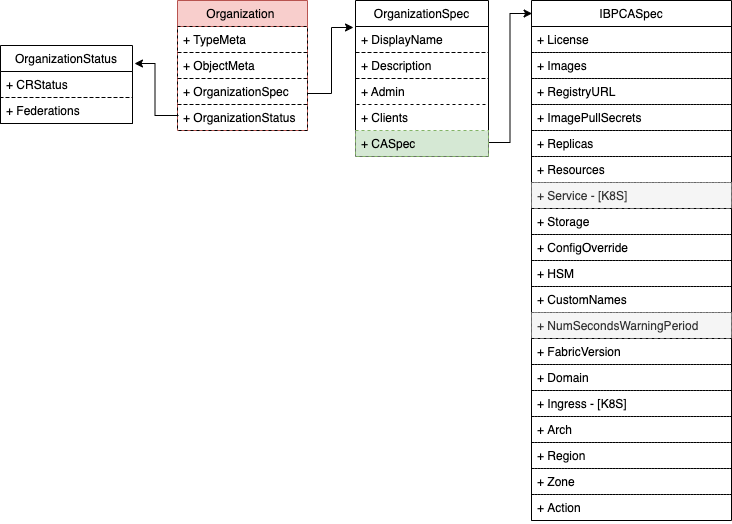 OrganizationStatus
+ CRStatus
+ Federations
Organization
+ TypeMeta
+ ObjectMeta
+ OrganizationSpec
+ OrganizationStatus
OrganizationSpec
+ DisplayName
+ Description
+ Admin
+ Clients
+ CASpec
IBPCASpec
+ License
+ Images
+ RegistryURL
+ ImagePullSecrets
+ Replicas
+ Resources
+ Service - [K8S]
+ Storage
+ ConfigOverride
+ HSM
+ CustomNames
+ NumSecondsWarningPeriod
+ FabricVersion
+ Domain
+ Ingress - [K8S]
+ Arch
+ Region
+ Zone
+ Action